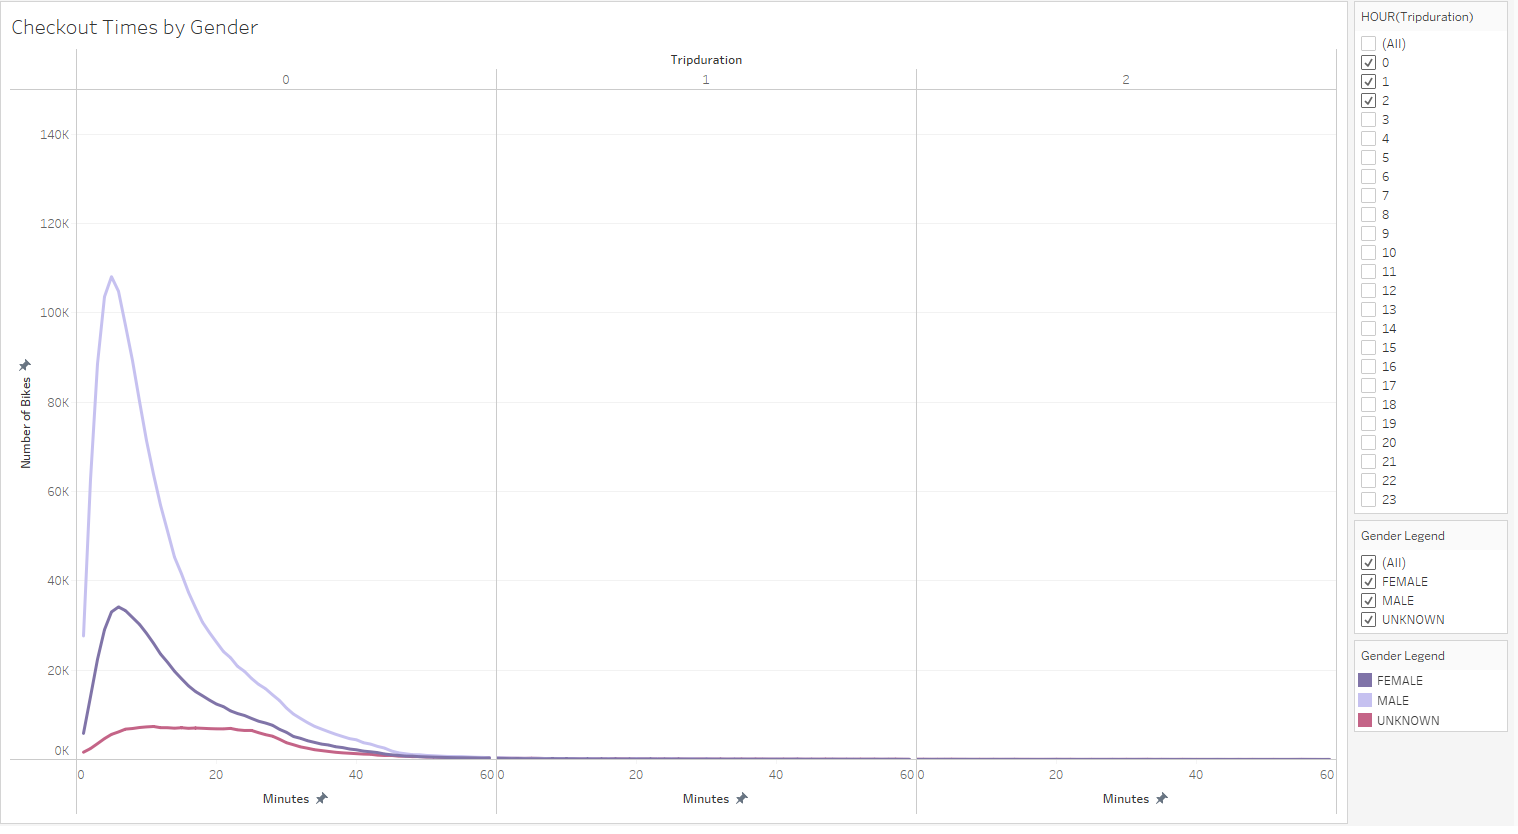 Checkout Times by Gender
Tripduration
0 1 2
140K
120K
100K
80K
60K
40K
20K
0K
Number of Bikes
0 20 40 60 0 20 40 60 0 20 40 60
Minutes Minutes Minutes
HOUR(Tripduration)
(All)
0
1
2
3
4
5
6
7
8
9
10
11
12
13
14
15
16
17
18
19
20
21
22
23
Gender Legend
(All)
FEMALE
MALE
UNKNOWN
Gender Legend
FEMALE
MALE
UNKNOWN